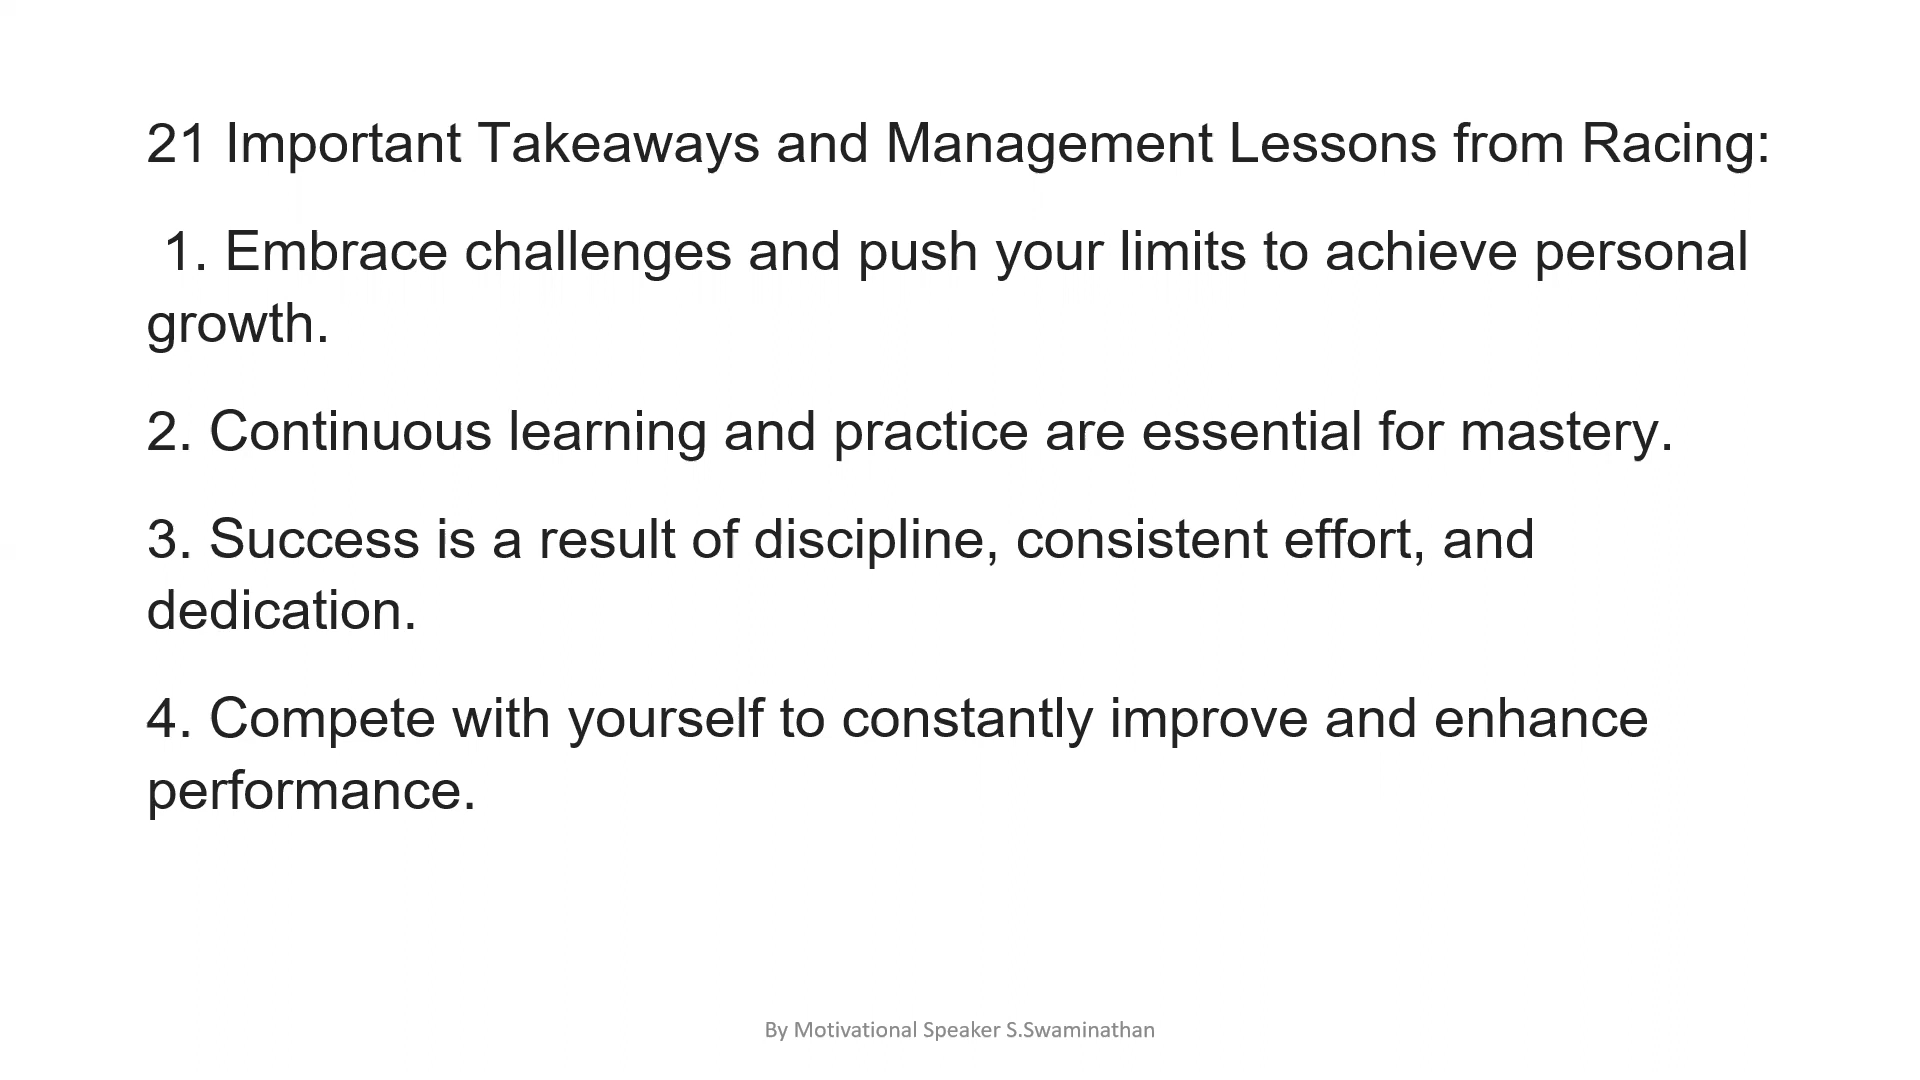 21 Important Takeaways and Management Lessons from Racing:
1. Embrace challenges and push your limits to achieve personal
growth.
2. Continuous learning and practice are essential for mastery.
3. Success is a result of discipline, consistent effort, and
dedication.
4. Compete with yourself to constantly improve and enhance
performance.
By Motivational Speaker S.Swaminathan